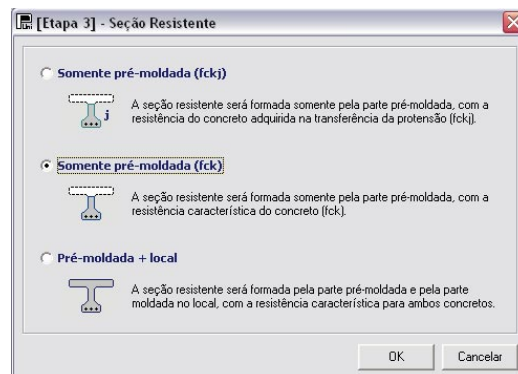 [Etapa 3] - Seção Resistente
Somente pré-moldada (fckj)
j
A seção resistente será formada somente pela parte pré-moldada, com a
resistência do concreto adquirida na transferência da protensão (fckj).
Somente pré-moldada (fck)
A seção resistente será formada somente pela parte pré-moldada, com a
resistência característica do concreto (fck).
Pré-moldada + local
A seção resistente será formada pela parte pré-moldada e pela parte
moldada no local, com a resistência característica para ambos concretos.
OK
Cancelar